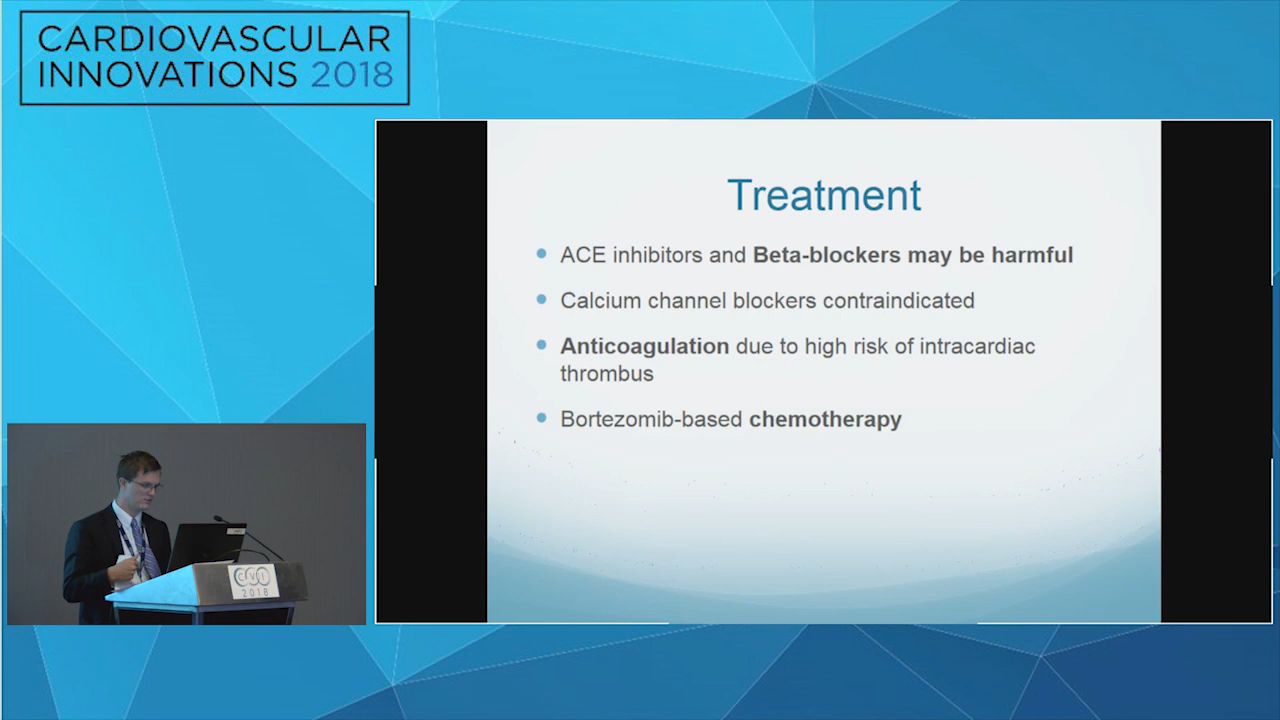 CARDIOVASCULAR
INNOVATIONS 2018
Treatment
• ACE inhibitors and Beta-blockers may be harmful
• Calcium channel blockers contraindicated
• Anticoagulation due to high risk of intracardiac
thrombus
• Bortezomib-based chemotherapy
CVI
2018